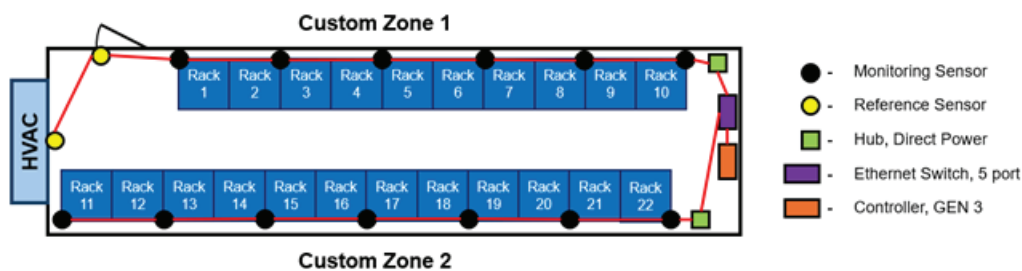 Custom Zone 1
Rack 1
Rack 2
Rack 3
Rack 4
Rack 5
Rack 6
Rack 7
Rack 8
Rack 9
Rack 10
HVAC
Rack 11
Rack 12
Rack 13
Rack 14
Rack 15
Rack 16
Rack 17
Rack 18
Rack 19
Rack 20
Rack 21
Rack 22
Custom Zone 2
- Monitoring Sensor
- Reference Sensor
- Hub, Direct Power
- Ethernet Switch, 5 port
- Controller, GEN 3